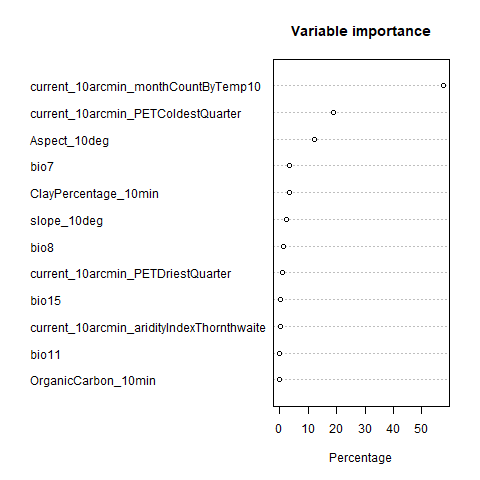 Variable importance
current_10arcmin_monthCountByTemp10
current_10arcmin_PETColdestQuarter
Aspect_10deg
bio7
ClayPercentage_10min
slope_10deg
bio8
current_10arcmin_PETDriestQuarter
bio15
current_10arcmin_aridityIndexThornthwaite
bio11
OrganicCarbon_10min
0 10 20 30 40 50
Percentage